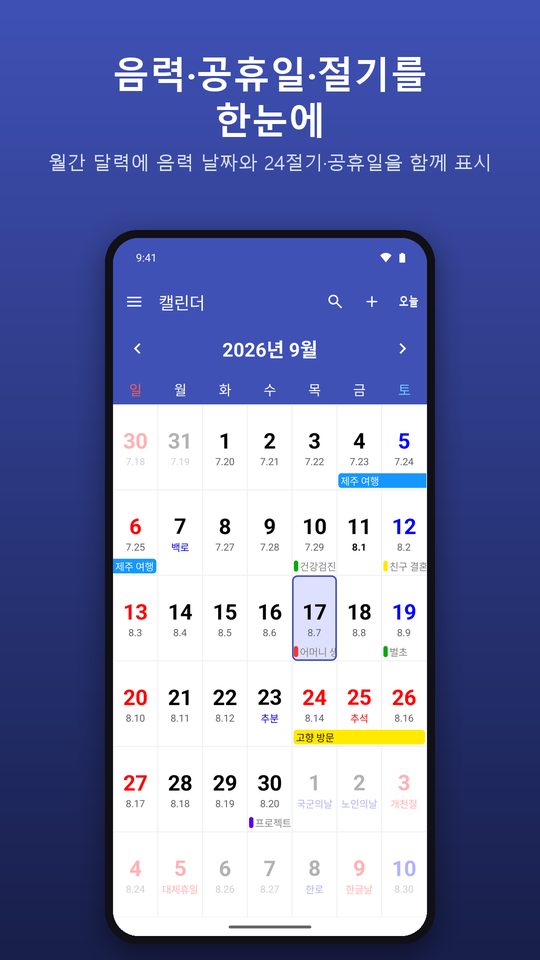 음력·공휴일·절기를
한눈에
월간 달력에 음력 날짜와 24절기·공휴일을 함께 표시
9:41
캘린더 오늘
2026년 9월
일 월 화 수 목 금 토
30 31 1 2 3 4 5
7.18 7.19 7.20 7.21 7.22 7.23 7.24
제주 여행
6 7 8 9 10 11 12
7.25 백로 7.27 7.28 7.29 8.1 8.2
제주 여행 건강검진 친구 결혼
13 14 15 16 17 18 19
8.3 8.4 8.5 8.6 8.7 8.8 8.9
어머니 벌초
20 21 22 23 24 25 26
8.10 8.11 8.12 추분 8.14 추석 8.16
고향 방문
27 28 29 30 1 2 3
8.17 8.18 8.19 8.20 국군의날 노인의날 개천절
프로젝트
4 5 6 7 8 9 10
8.24 대체휴일 8.26 8.27 한로 한글날 8.30